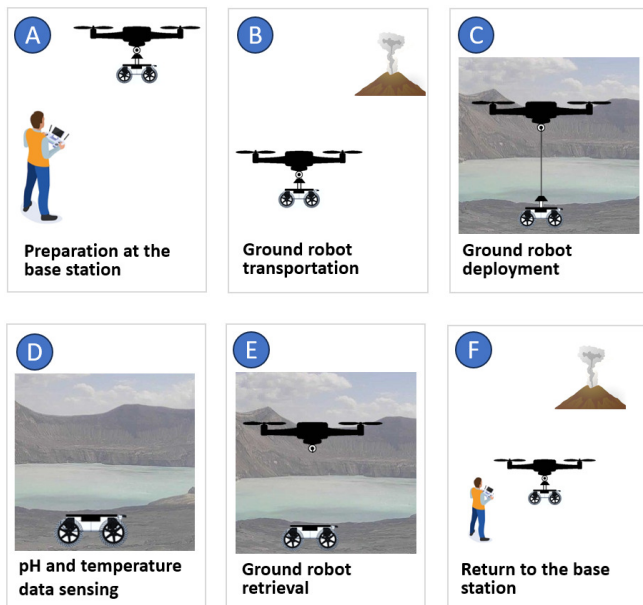 A
Preparation at the
base station
B
Ground robot
transportation
C
Ground robot
deployment
D
pH and temperature
data sensing
E
Ground robot
retrieval
F
Return to the base
station